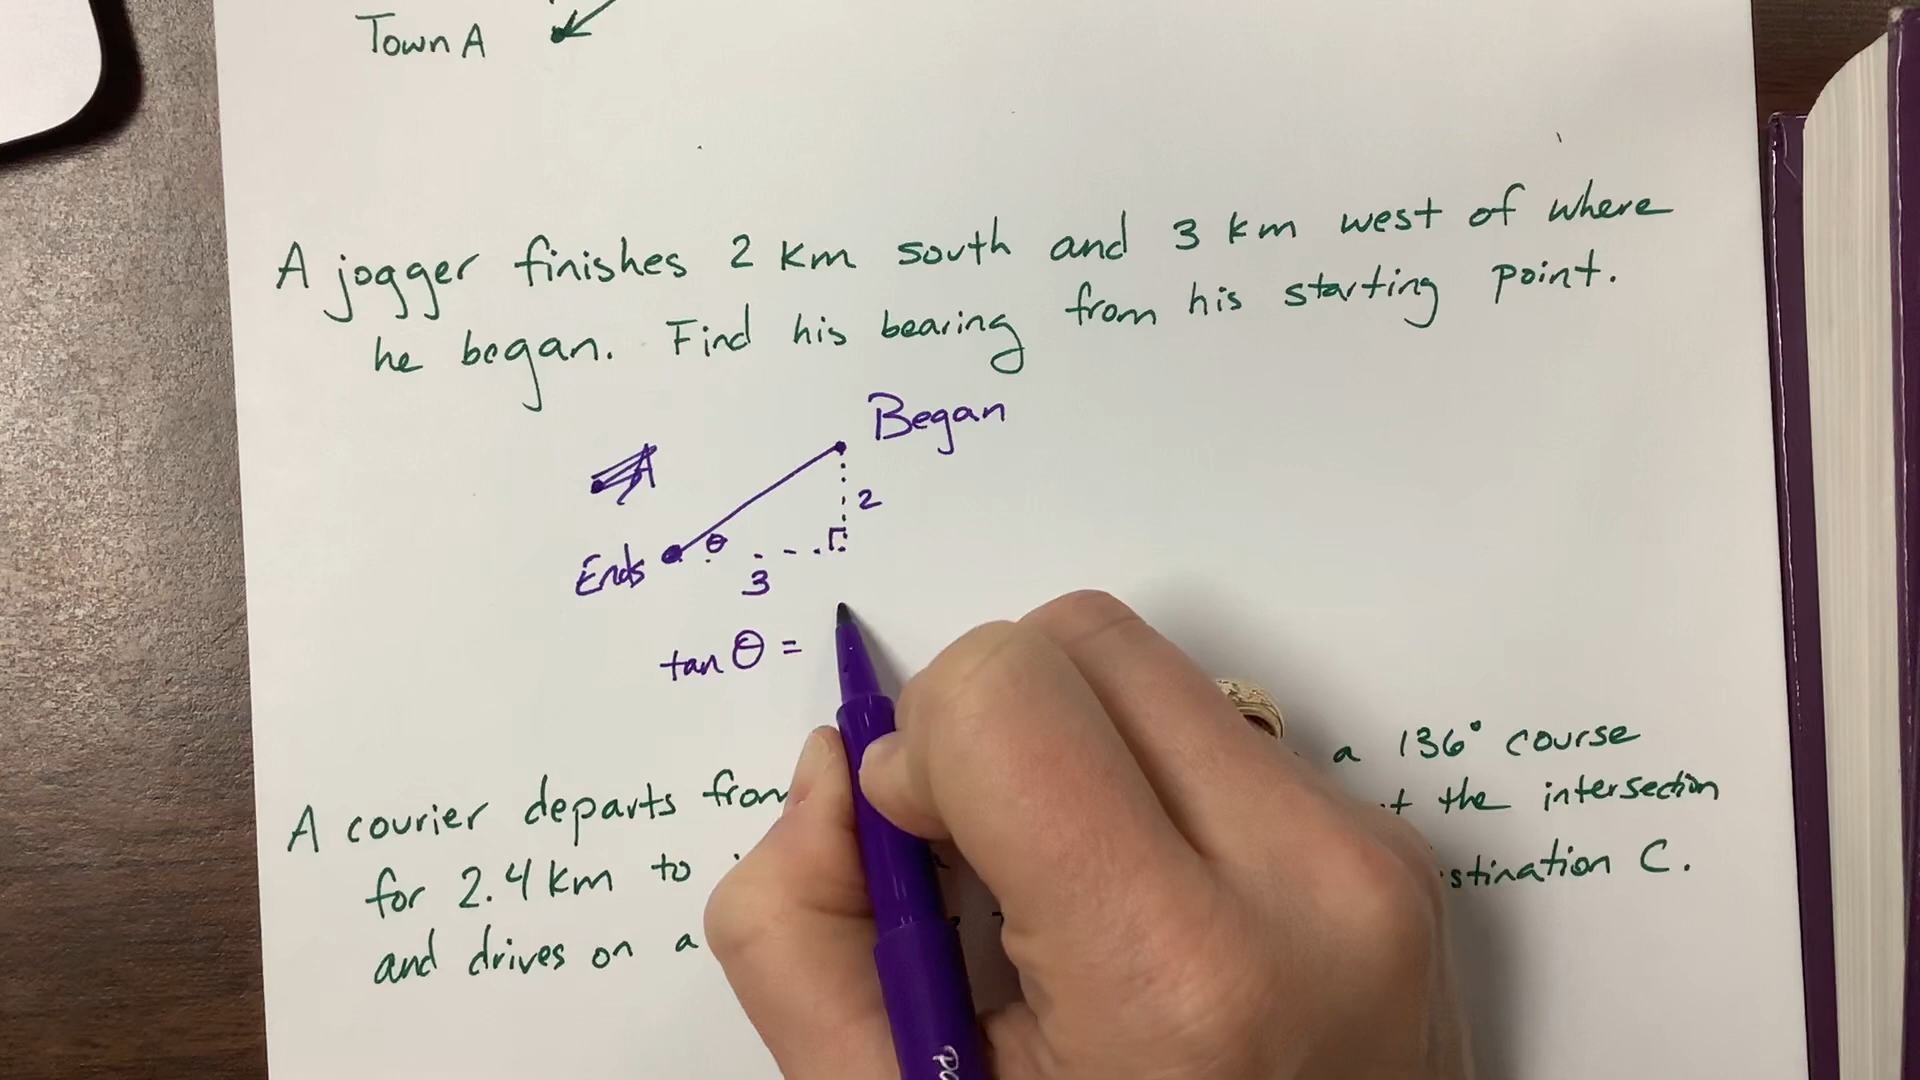 Town A
A jogger finishes 2 km south and 3 km west of where
he began. Find his bearing from his starting point.
Began
2
θ
Ends
3
tan θ =
A courier departs from a 136° course
for 2.4 km to the intersection
and drives on a C.